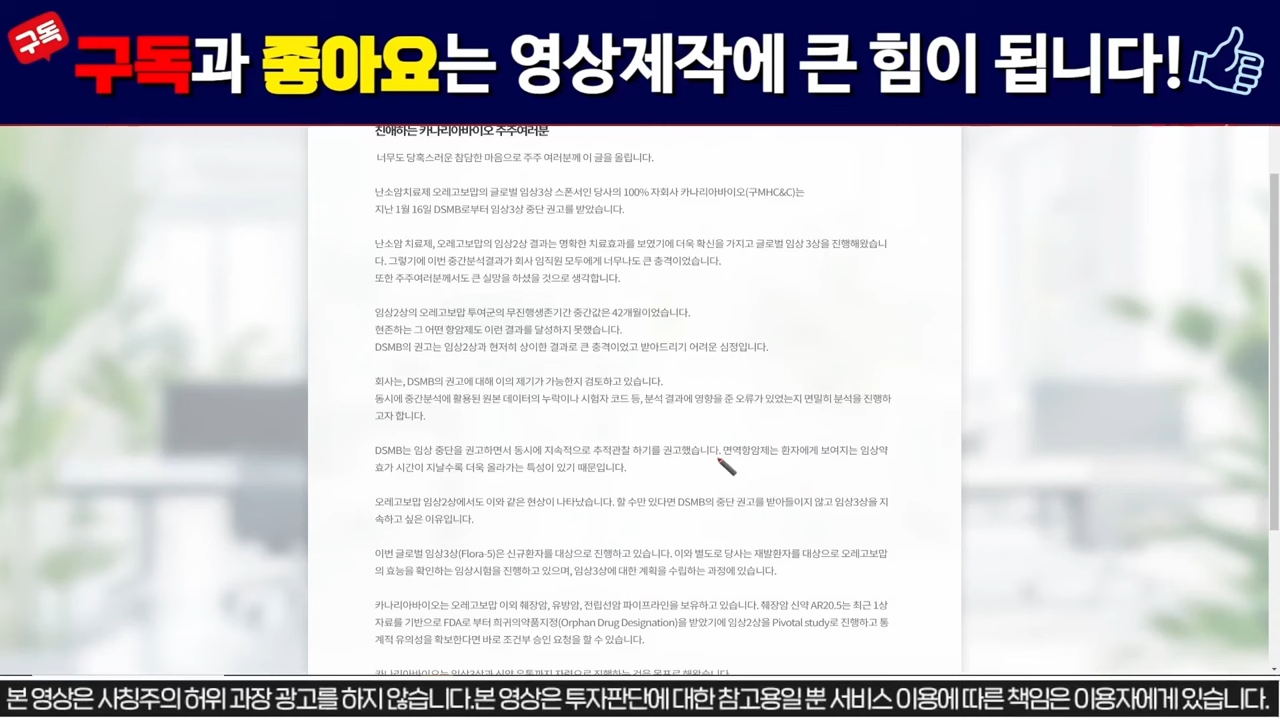 구독
구독과 좋아요는 영상제작에 큰 힘이 됩니다!
친애하는 카나리아바이오 주주여러분
너무도 당혹스러운 참담한 마음으로 주주 여러분께 이 글을 올립니다.
난소암치료제 오레고보맙의 글로벌 임상3상 스폰서인 당사의 100% 자회사 카나리아바이오(구MHC&C)는
지난 1월 16일 DSMB로부터 임상3상 중단 권고를 받았습니다.
난소암 치료제, 오레고보맙의 임상2상 결과는 명확한 치료효과를 보였기에 더욱 확신을 가지고 글로벌 임상 3상을 진행해왔습니
다. 그렇기에 이번 중간분석결과가 회사 임직원 모두에게 너무나도 큰 충격이었습니다.
또한 주주여러분께서도 큰 실망을 하셨을 것으로 생각합니다.
임상2상의 오레고보맙 투여군의 무진행생존기간 중간값은 42개월이었습니다.
현존하는 그 어떤 항암제도 이런 결과를 달성하지 못했습니다.
DSMB의 권고는 임상2상과 현저히 상이한 결과로 큰 충격이었고 받아드리기 어려운 심정입니다.
회사는, DSMB의 권고에 대해 이의 제기가 가능한지 검토하고 있습니다.
동시에 중간분석에 활용된 원본 데이터의 누락이나 시험자 코드 등, 분석 결과에 영향을 준 오류가 있었는지 면밀히 분석을 진행하
고자 합니다.
DSMB는 임상 중단을 권고하면서 동시에 지속적으로 추적관찰 하기를 권고했습니다. 면역항암제는 환자에게 보여지는 임상약
효가 시간이 지날수록 더욱 올라가는 특성이 있기 때문입니다.
오레고보맙 임상2상에서도 이와 같은 현상이 나타났습니다. 할 수만 있다면 DSMB의 중단 권고를 받아들이지 않고 임상3상을 지
속하고 싶은 이유입니다.
이번 글로벌 임상3상(Flora-5)은 신규환자를 대상으로 진행하고 있습니다. 이와 별도로 당사는 재발환자를 대상으로 오레고보맙
의 효능을 확인하는 임상시험을 진행하고 있으며, 임상3상에 대한 계획을 수립하는 과정에 있습니다.
카나리아바이오는 오레고보맙 이외 췌장암, 유방암, 전립선암 파이프라인을 보유하고 있습니다. 췌장암 신약 AR20.5는 최근 1상
자료를 기반으로 FDA로 부터 희귀의약품지정(Orphan Drug Designation)을 받았기에 임상2상을 Pivotal study로 진행하고 통
계적 유의성을 확보한다면 바로 조건부 승인 요청을 할 수 있습니다.
카나리아바이오는 임상3상과 신약 유통까지 자력으로 진행하는 것을 목표로 해왔습니다.
본 영상은 사칭주의 허위 과장 광고를 하지 않습니다.본 영상은 투자판단에 대한 참고용일 뿐 서비스 이용에 따른 책임은 이용자에게 있습니다.